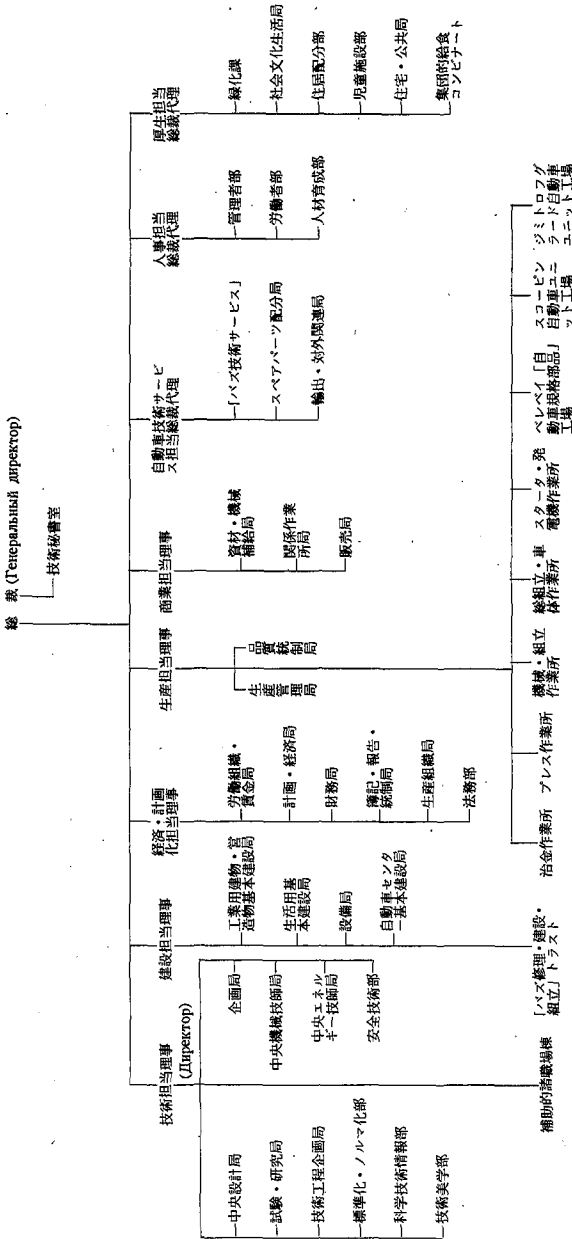 総　裁 (Генеральный директор)
技術秘書室
技術担当理事
(Директор)
中央設計局
試験・研究局
技術工程企画局
標準化・ノルマ化部
科学技術情報部
技術美学部
企画局
中央機械技師局
中央エネル
ギー技師局
安全技術部
補助的諸職場棟
建設担当理事
工業用建物・営
造物基本建設局
生活用基
本建設局
設備局
自動車センタ
ー基本建設局
「バズ修理・建設・
組立」トラスト
経済・計画
化担当理事
労働組織・
賃金局
計画・経済局
財務局
簿記・報告・
統制局
生産組織局
法務部
生産担当理事
生産管理局
品質統制局
冶金作業所
プレス作業所
機械・組立
作業所
総組立・車
体作業所
スタータ・発
電機作業所
ベレベイ「自
動車規格部品」
工場
スコーピン
自動車ユニ
ット工場
ジミトロフグ
ラード自動車
ユニット工場
商業担当理事
資材・機械
補給局
関係作業
所局
販売局
自動車技術サービ
ス担当総裁代理
「バズ技術サービス」
スペアパーツ配分局
輸出・対外関連局
人事担当
総裁代理
管理者部
労働者部
人材育成部
厚生担当
総裁代理
緑化課
社会文化生活局
住居配分部
児童施設部
住宅・公共局
集団的給食
コンビナート